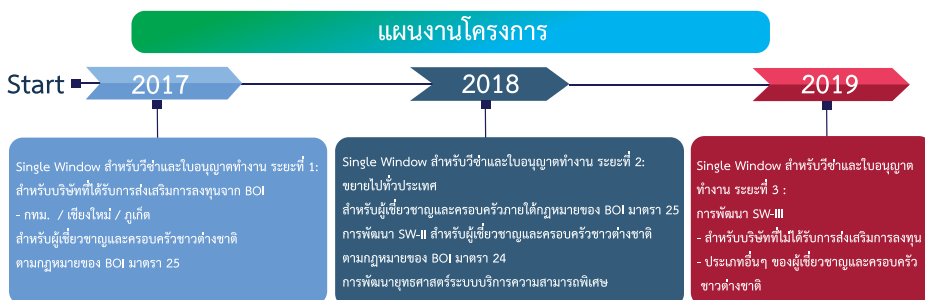 แผนงานโครงการ
Start
2017
2018
2019
Single Window สำหรับวีซ่าและใบอนุญาตทำงาน ระยะที่ 1:
สำหรับบริษัทที่ได้รับการส่งเสริมการลงทุนจาก BOI
- กทม. / เชียงใหม่ / ภูเก็ต
สำหรับผู้เชี่ยวชาญและครอบครัวชาวต่างชาติ
ตามกฎหมายของ BOI มาตรา 25
Single Window สำหรับวีซ่าและใบอนุญาตทำงาน ระยะที่ 2:
ขยายไปทั่วประเทศ
สำหรับผู้เชี่ยวชาญและครอบครัวภายใต้กฎหมายของ BOI มาตรา 25
การพัฒนา SW-II สำหรับผู้เชี่ยวชาญและครอบครัวชาวต่างชาติ
ตามกฎหมายของ BOI มาตรา 24
การพัฒนายุทธศาสตร์ระบบบริการความสามารถพิเศษ
Single Window สำหรับวีซ่าและใบอนุญาต
ทำงาน ระยะที่ 3 :
การพัฒนา SW-III
- สำหรับบริษัทที่ไม่ได้รับการส่งเสริมการลงทุน
- ประเภทอื่นๆ ของผู้เชี่ยวชาญและครอบครัว
ชาวต่างชาติ